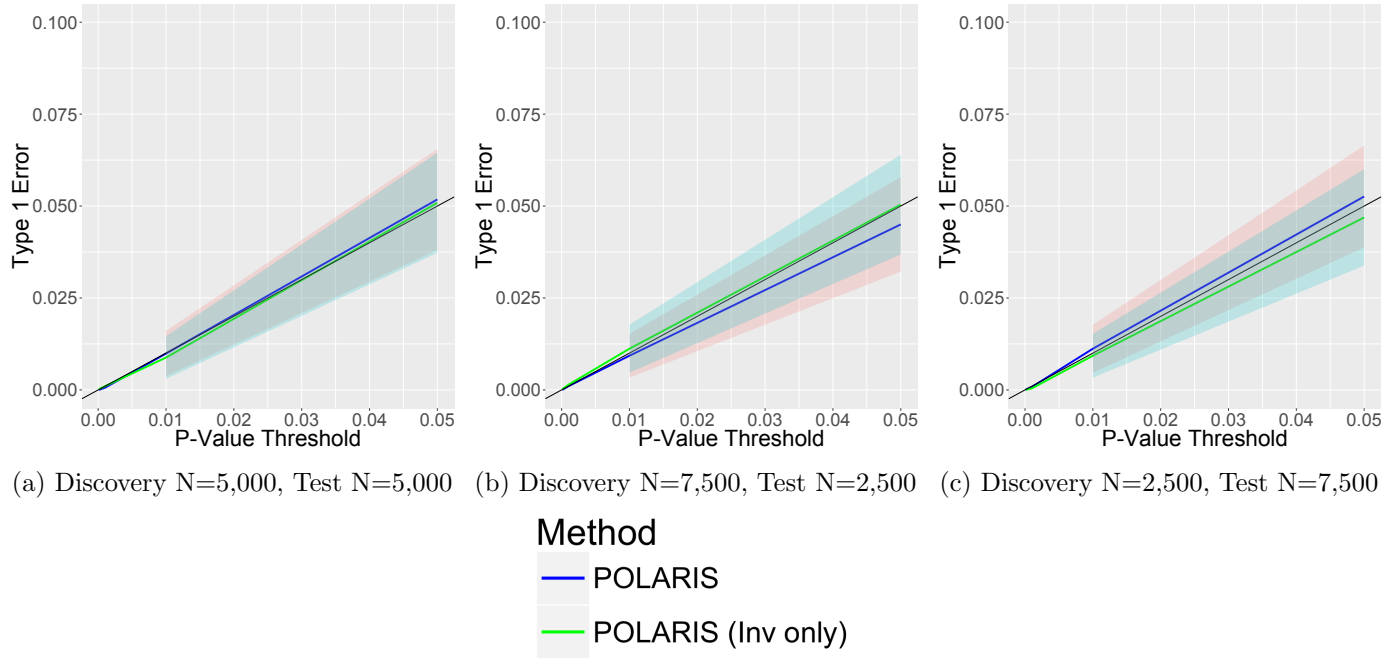 0.100
0.075
0.050
0.025
0.000
Type 1 Error
0.00 0.01 0.02 0.03 0.04 0.05
P-Value Threshold
(a) Discovery N=5,000, Test N=5,000
0.100
0.075
0.050
0.025
0.000
Type 1 Error
0.00 0.01 0.02 0.03 0.04 0.05
P-Value Threshold
(b) Discovery N=7,500, Test N=2,500
0.100
0.075
0.050
0.025
0.000
Type 1 Error
0.00 0.01 0.02 0.03 0.04 0.05
P-Value Threshold
(c) Discovery N=2,500, Test N=7,500
Method
POLARIS
POLARIS (Inv only)